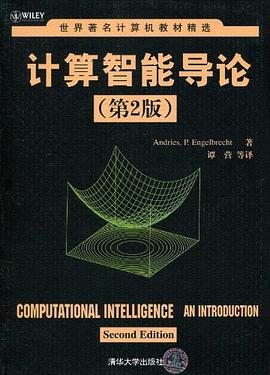 WILEY
世界著名计算机教材精选
计算智能导论
(第2版)
Andries. P. Engelbrecht 著
谭营 等译
COMPUTATIONAL INTELLIGENCE AN INTRODUCTION
Second Edition
清华大学出版社